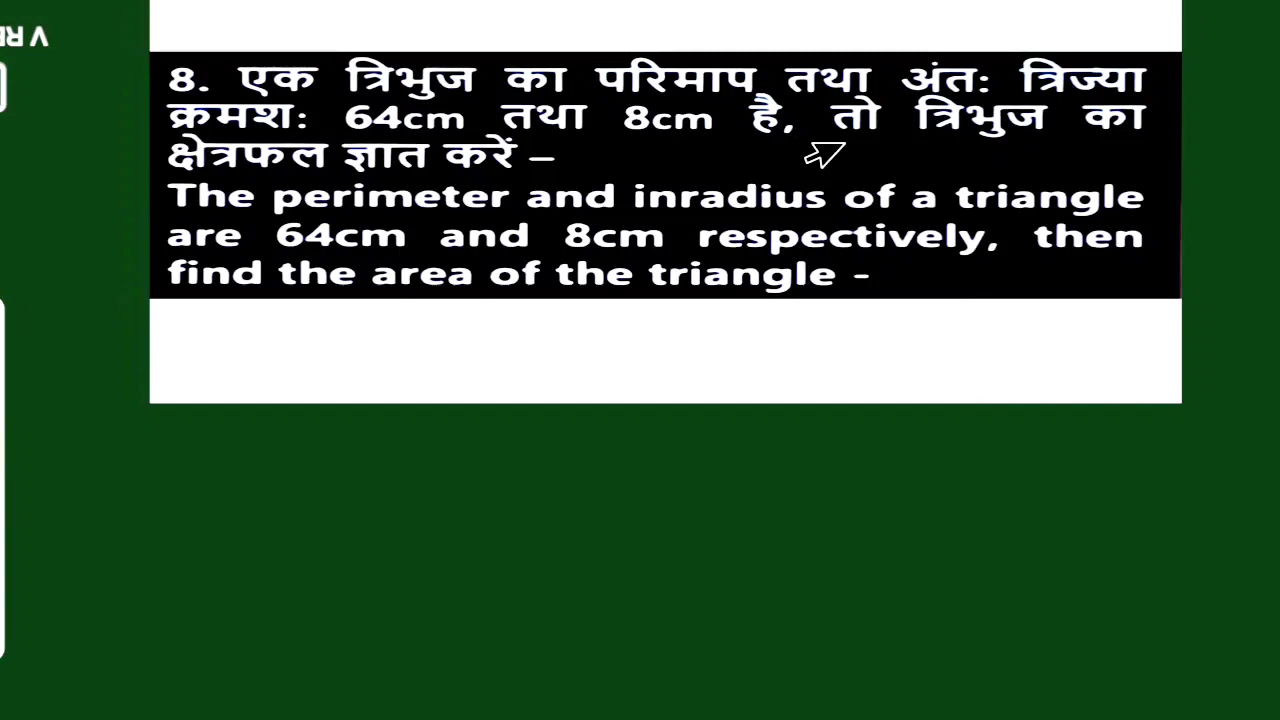 8. एक त्रिभुज का परिमाप तथा अंत: त्रिज्या
क्रमश: 64cm तथा 8cm है, तो त्रिभुज का
क्षेत्रफल ज्ञात करें –
The perimeter and inradius of a triangle
are 64cm and 8cm respectively, then
find the area of the triangle -